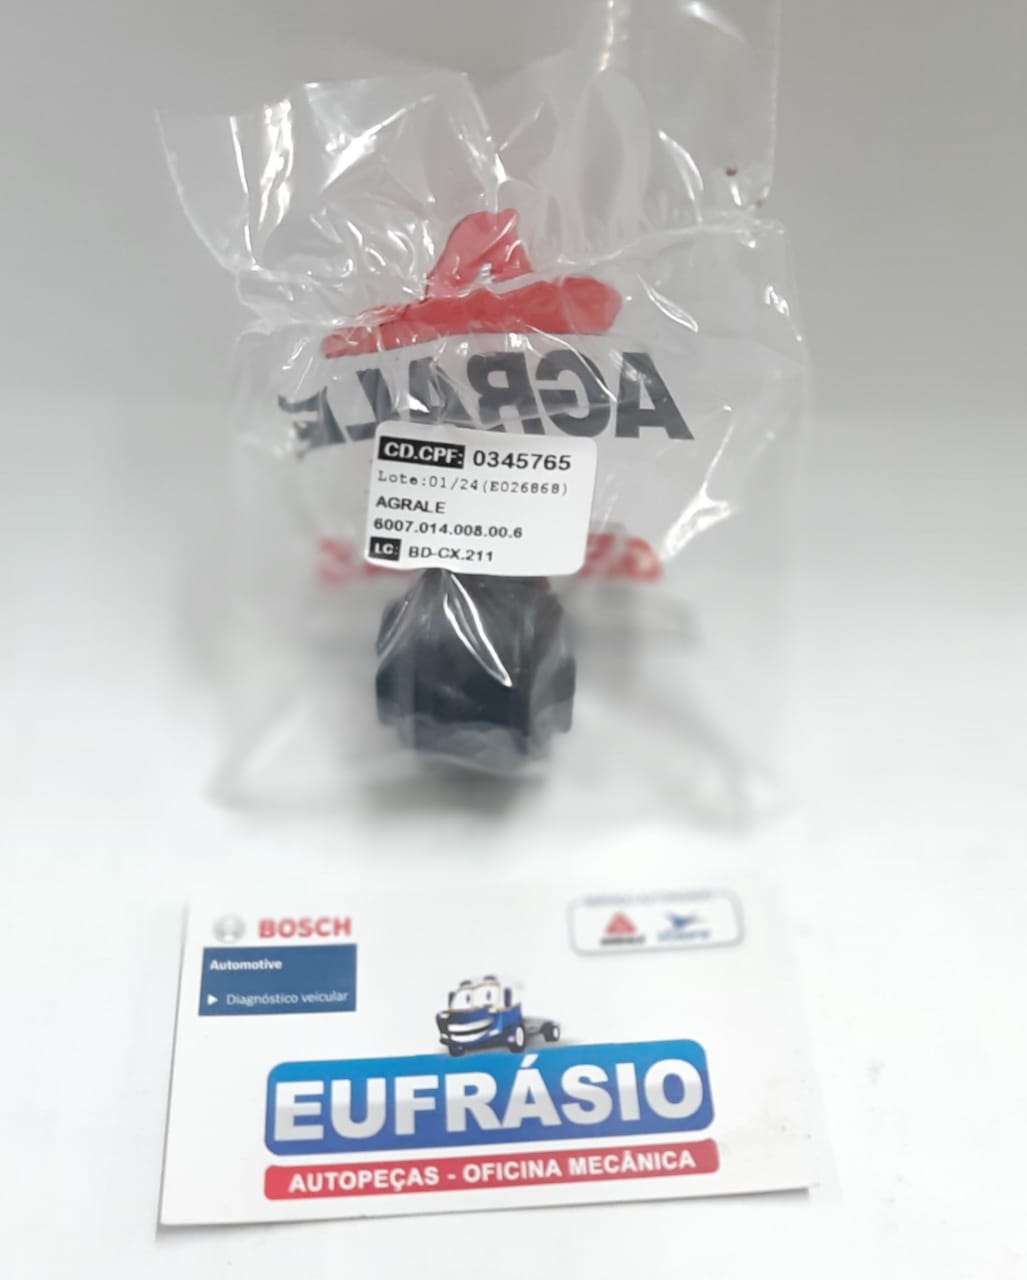 AGRALE
CD.CPF: 0345765
Lote:01/24(E026868)
AGRALE
6007.014.008.00.6
LC: BD-CX.211
BOSCH
Automotive
Diagnóstico veicular
EUFRÁSIO
AUTOPEÇAS - OFICINA MECÂNICA